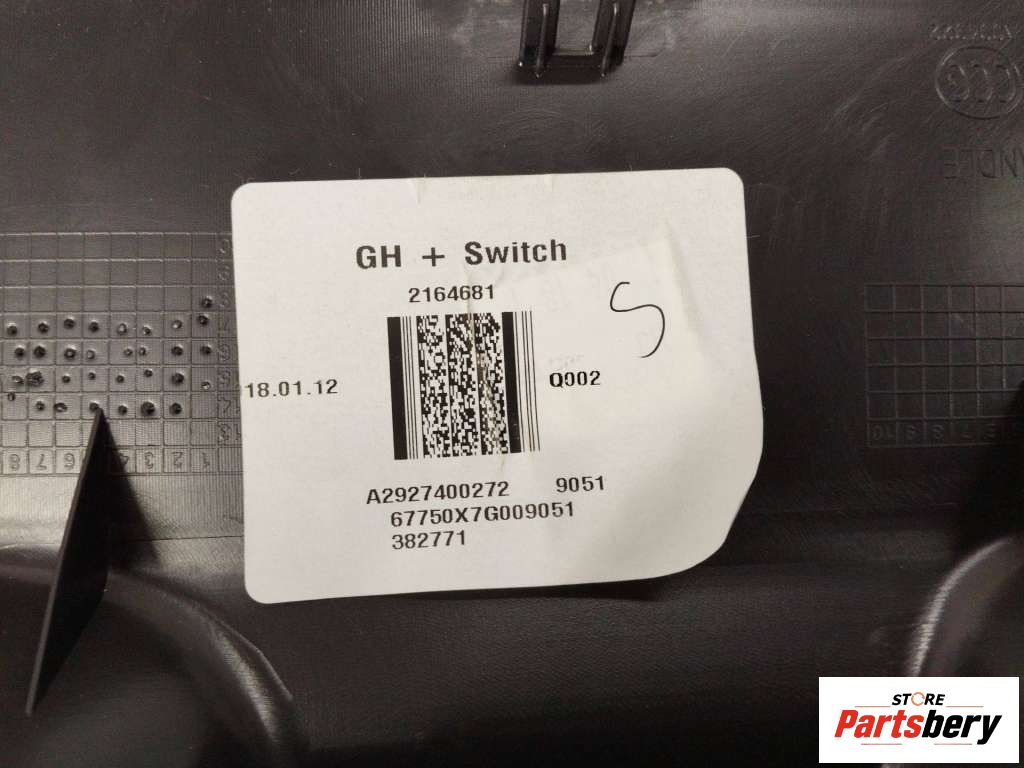 GH + Switch
2164681
18.01.12
Q002
S
A2927400272 9051
67750X7G009051
382771
STORE
Partsbery